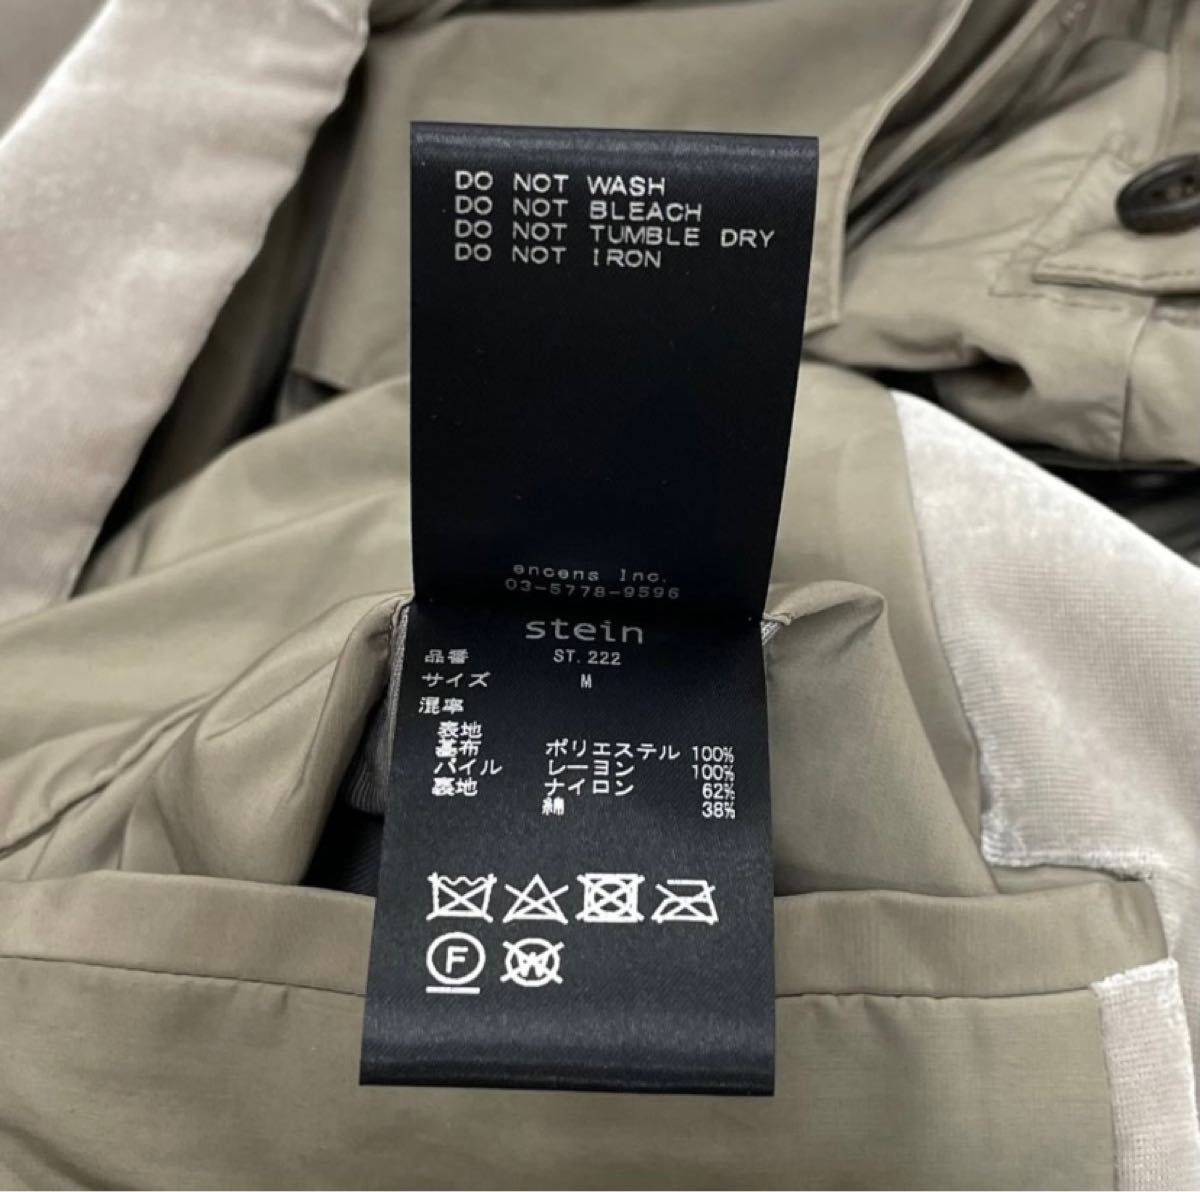 DO NOT WASH
DO NOT BLEACH
DO NOT TUMBLE DRY
DO NOT IRON
encens Inc.
03-5778-9596
stein
品番 ST.222
サイズ M
混率
表地
基布 ポリエステル 100%
パイル レーヨン 100%
裏地 ナイロン 62%
綿 38%
F W